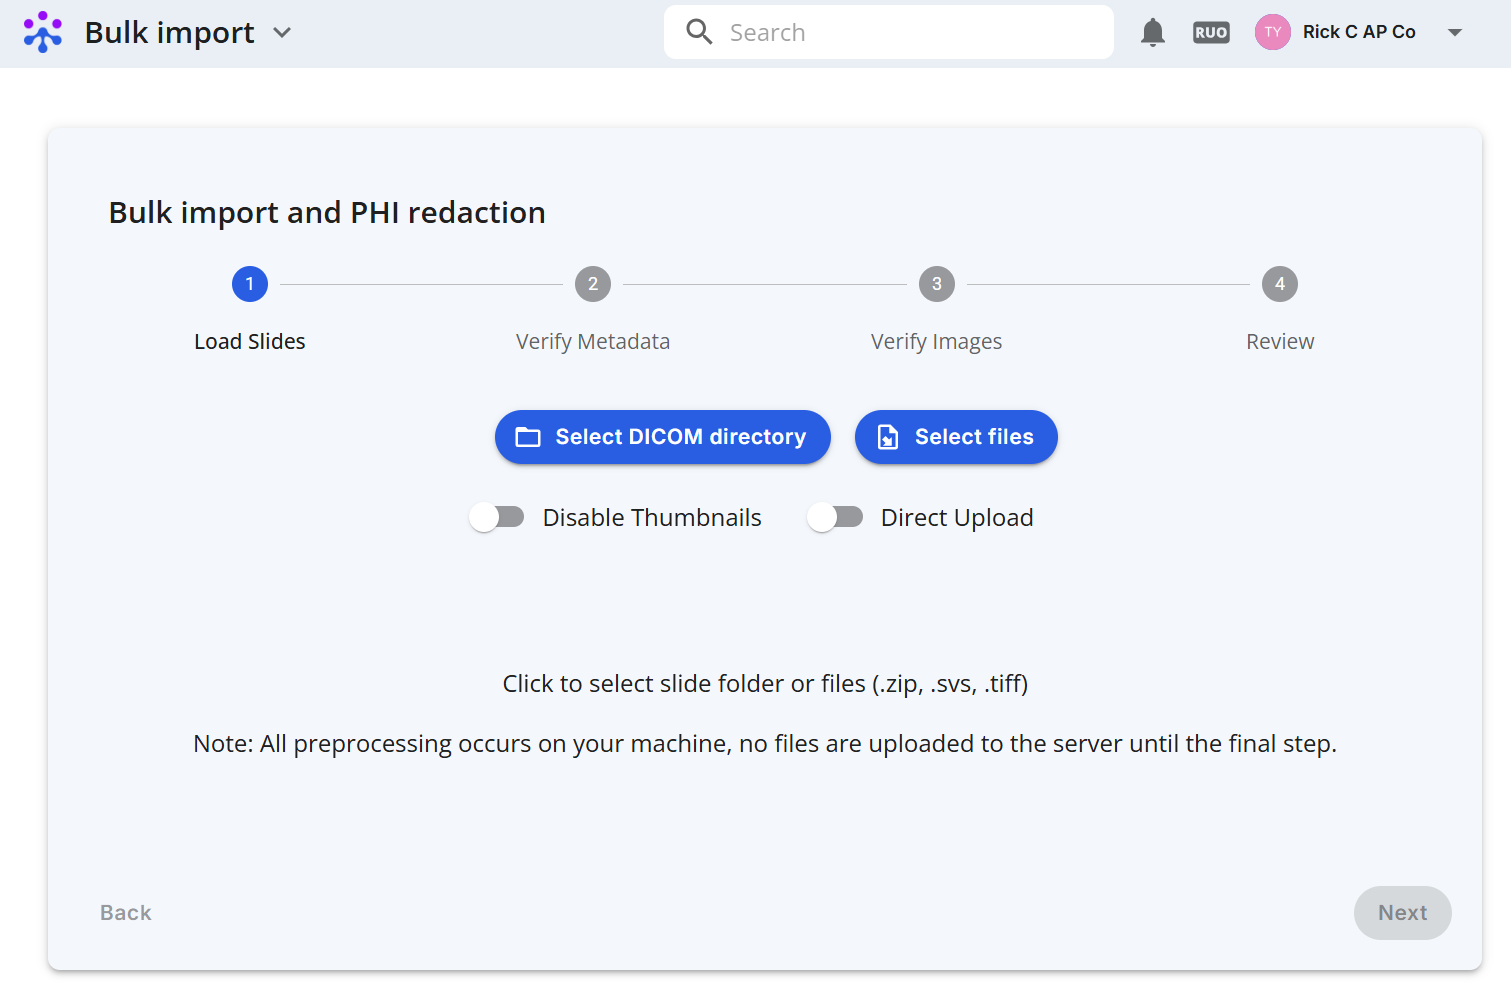 Bulk import
Search
RUO
TY
Rick C AP Co
Bulk import and PHI redaction
1
2
3
4
Load Slides
Verify Metadata
Verify Images
Review
Select DICOM directory
Select files
Disable Thumbnails
Direct Upload
Click to select slide folder or files (.zip, .svs, .tiff)
Note: All preprocessing occurs on your machine, no files are uploaded to the server until the final step.
Back
Next